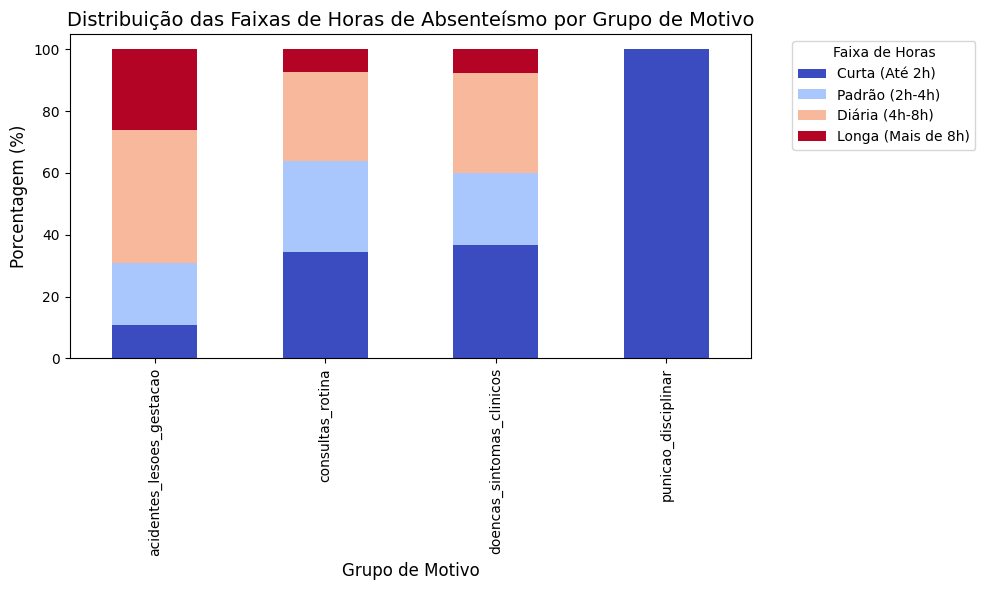 Distribuição das Faixas de Horas de Absenteísmo por Grupo de Motivo
Porcentagem (%)
100
80
60
40
20
0
acidentes_lesoes_gestacao
consultas_rotina
doencas_sintomas_clinicos
punicao_disciplinar
Grupo de Motivo
Faixa de Horas
Curta (Até 2h)
Padrão (2h-4h)
Diária (4h-8h)
Longa (Mais de 8h)